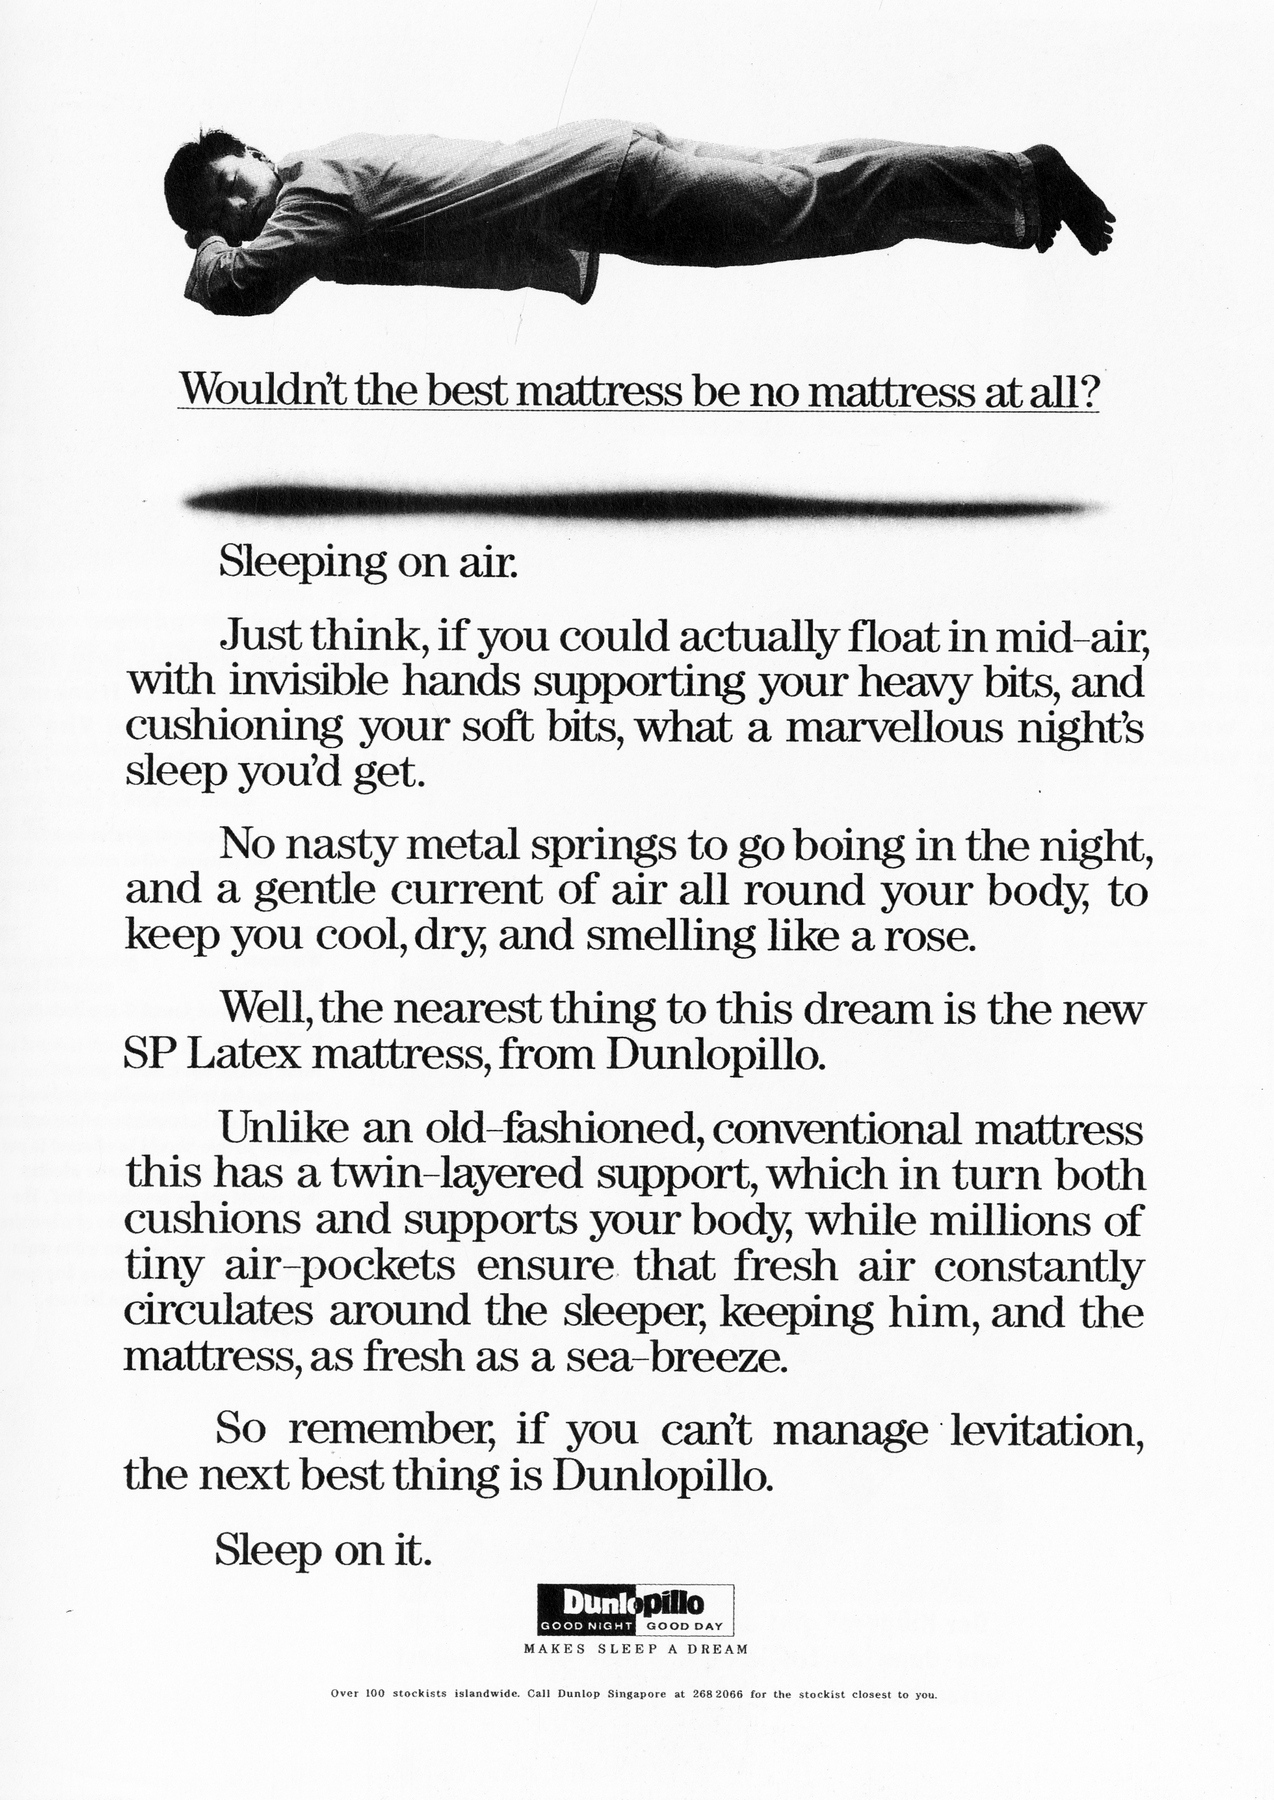 Wouldn't the best mattress be no mattress at all?
Sleeping on air.
Just think, if you could actually float in mid-air,
with invisible hands supporting your heavy bits, and
cushioning your soft bits, what a marvellous night's
sleep you'd get.
No nasty metal springs to go boing in the night,
and a gentle current of air all round your body, to
keep you cool, dry, and smelling like a rose.
Well, the nearest thing to this dream is the new
SP Latex mattress, from Dunlopillo.
Unlike an old-fashioned, conventional mattress
this has a twin-layered support, which in turn both
cushions and supports your body, while millions of
tiny air-pockets ensure that fresh air constantly
circulates around the sleeper, keeping him, and the
mattress, as fresh as a sea-breeze.
So remember, if you can't manage levitation,
the next best thing is Dunlopillo.
Sleep on it.
Dunlopillo
GOOD NIGHT GOOD DAY
MAKES SLEEP A DREAM
Over 100 stockists islandwide. Call Dunlop Singapore at 268 2066 for the stockist closest to you.